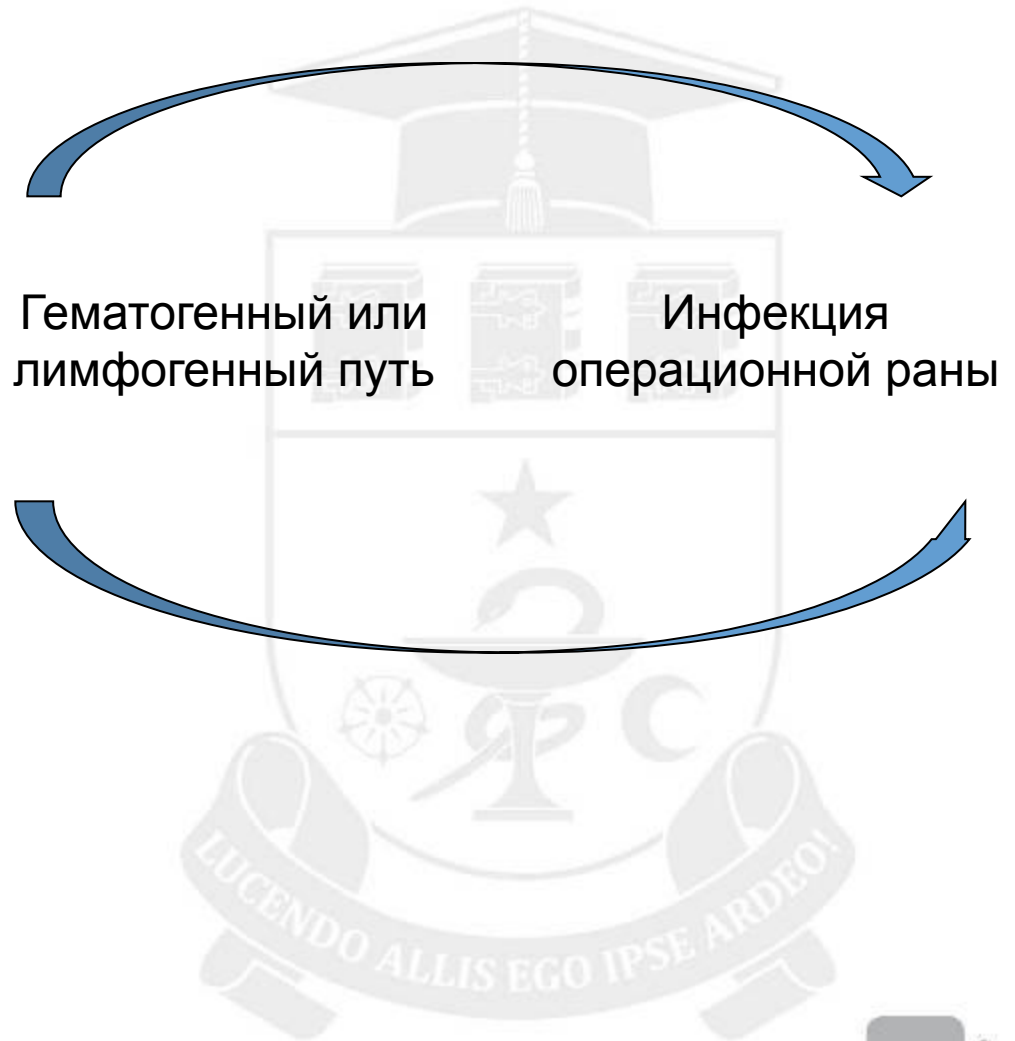 Гематогенный или
лимфогенный путь
Инфекция
операционной раны
LUCENDO ALLIS EGO IPSE ARDEO!